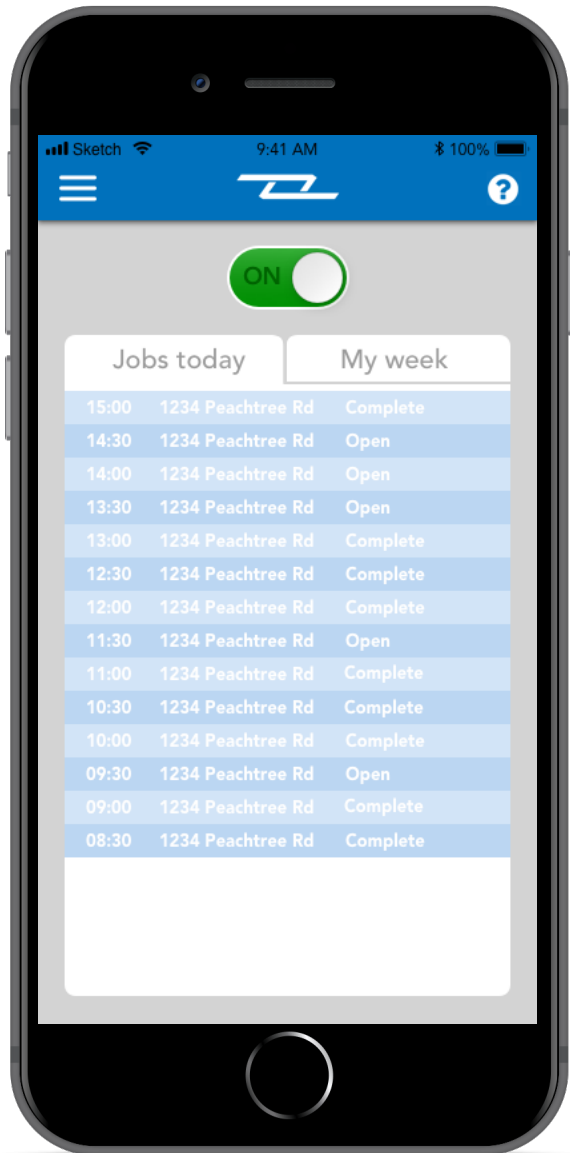 Sketch 9:41 AM 100%
?
ON
Jobs today My week
15:00 1234 Peachtree Rd Complete
14:30 1234 Peachtree Rd Open
14:00 1234 Peachtree Rd Open
13:30 1234 Peachtree Rd Open
13:00 1234 Peachtree Rd Complete
12:30 1234 Peachtree Rd Complete
12:00 1234 Peachtree Rd Complete
11:30 1234 Peachtree Rd Open
11:00 1234 Peachtree Rd Complete
10:30 1234 Peachtree Rd Complete
10:00 1234 Peachtree Rd Complete
09:30 1234 Peachtree Rd Open
09:00 1234 Peachtree Rd Complete
08:30 1234 Peachtree Rd Complete